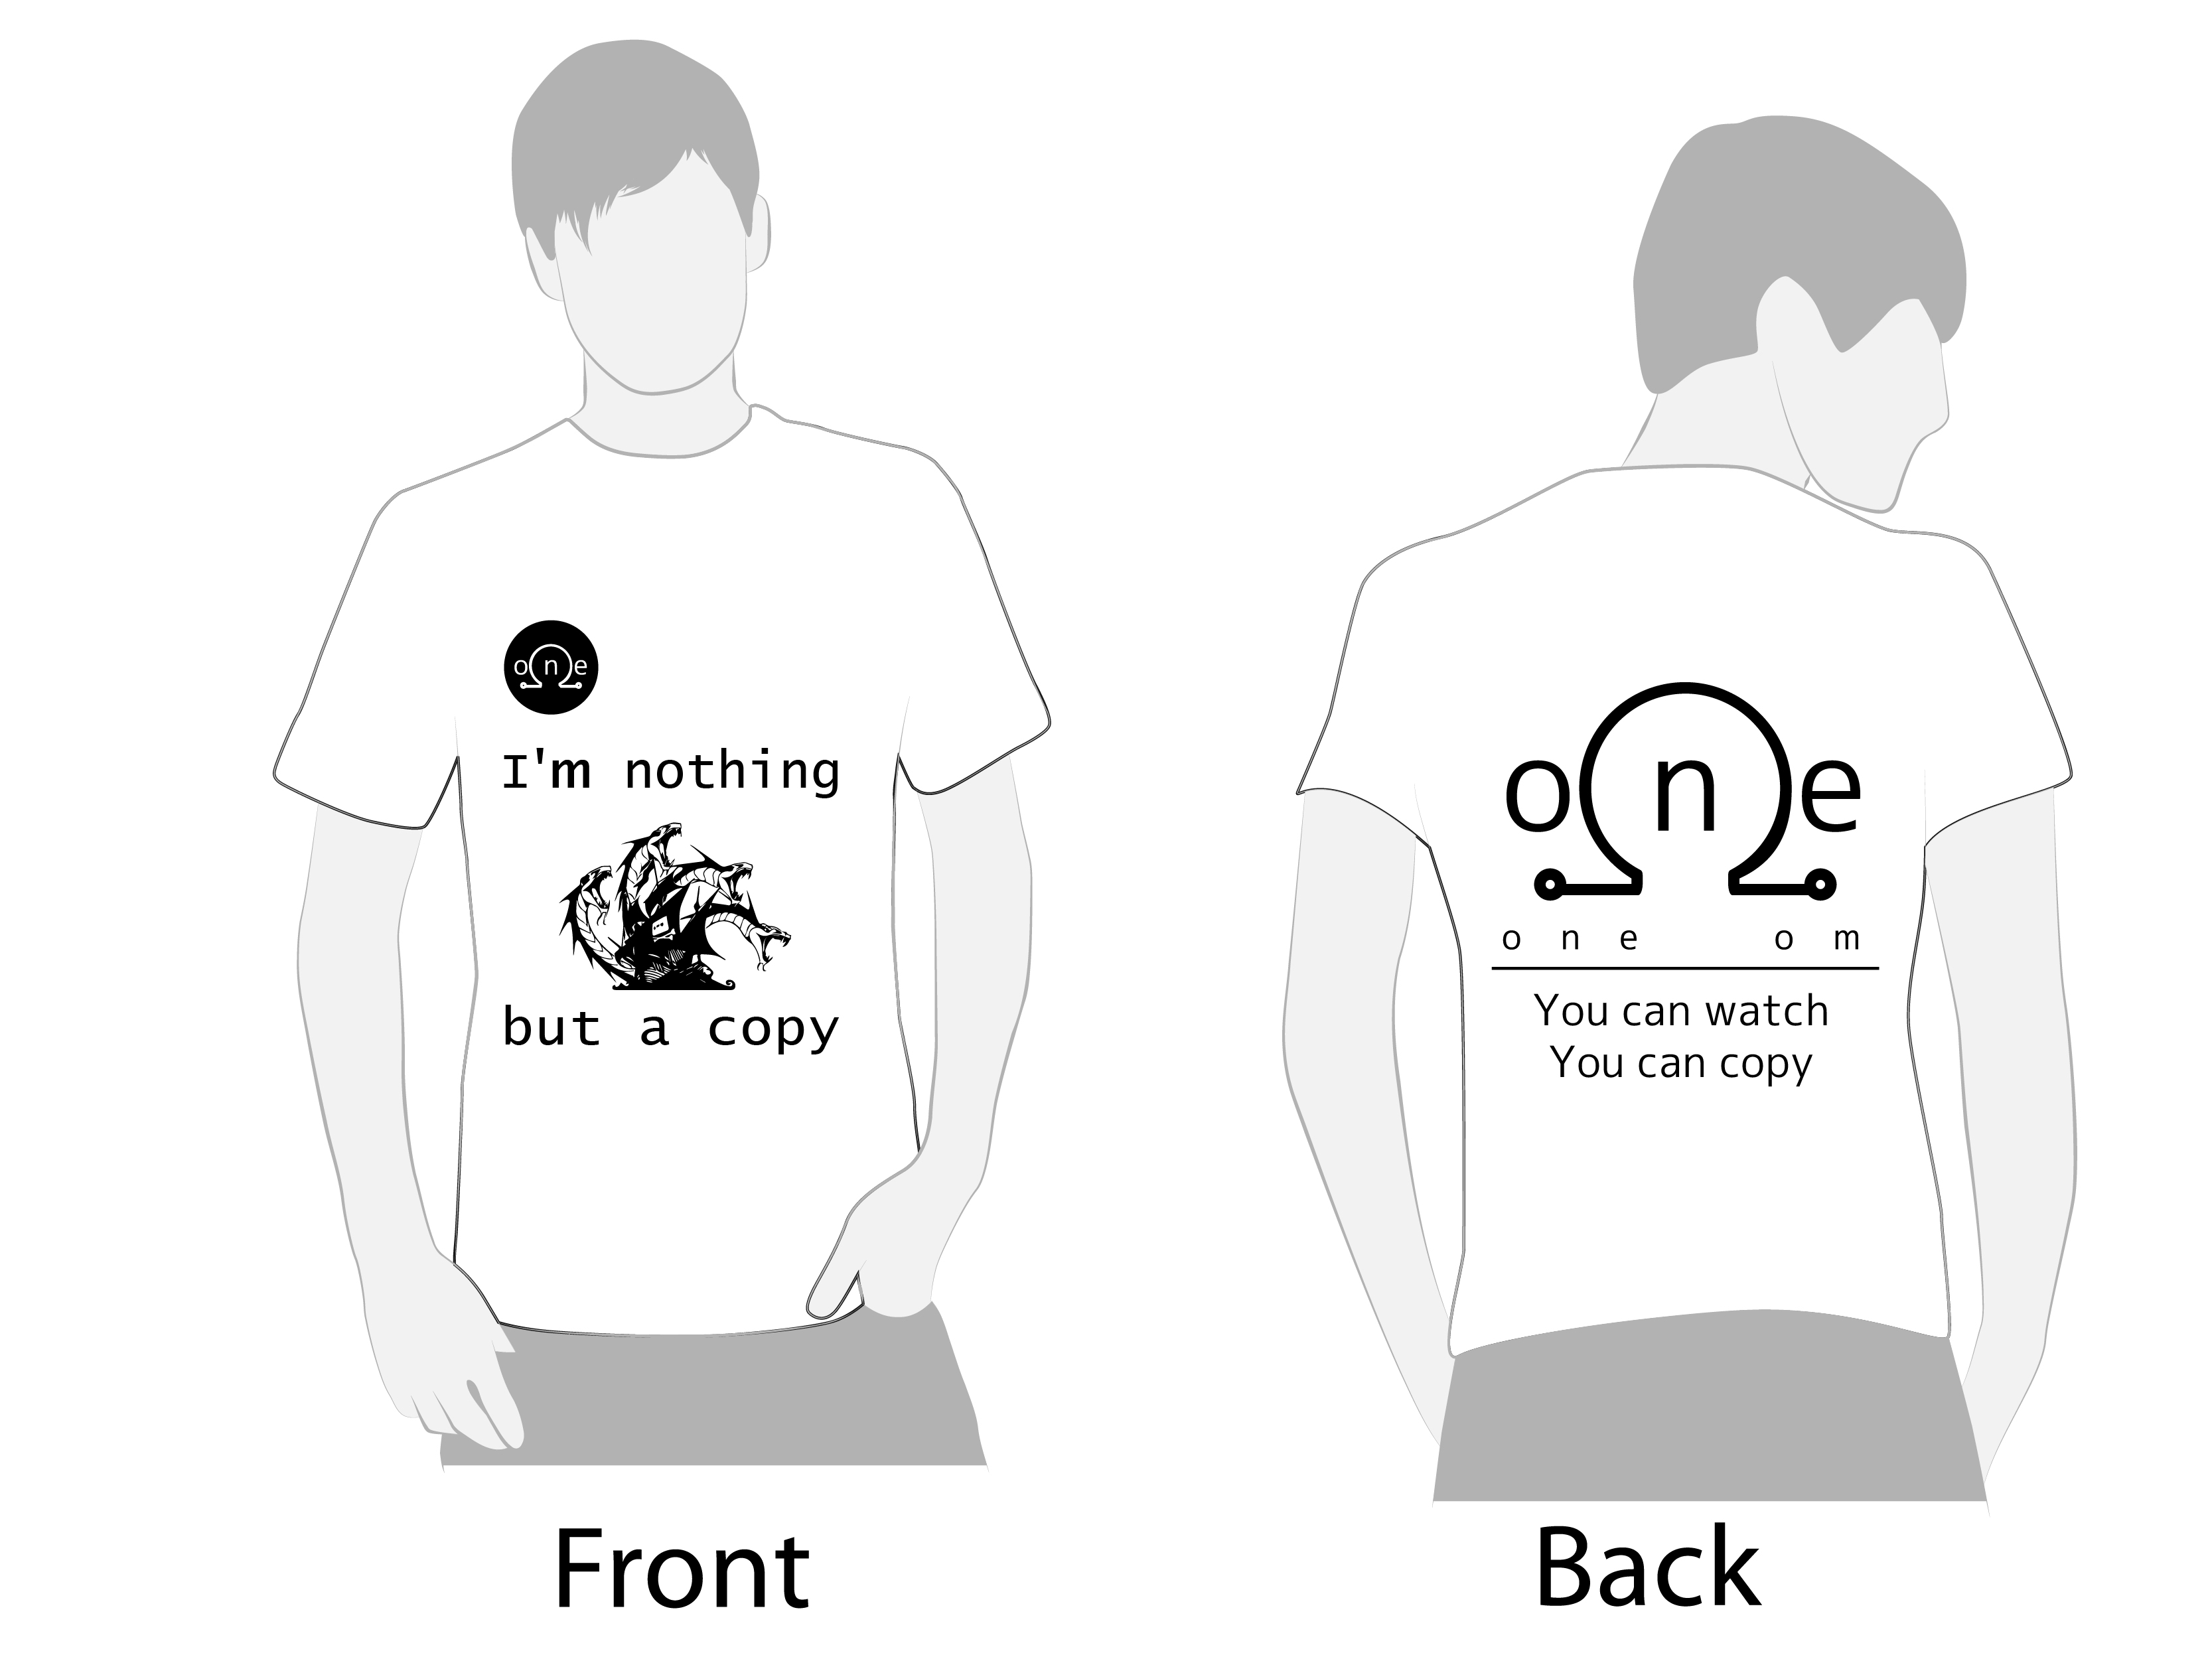 one
I'm nothing
but a copy
Front
one
o n e o m
You can watch
You can copy
Back